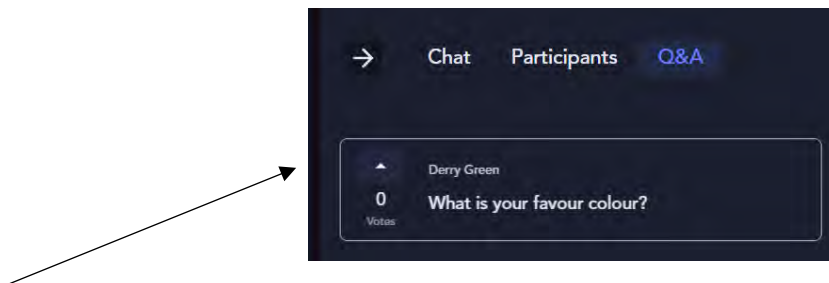 Chat Participants Q&A
Derry Green
0 What is your favour colour?
Votes